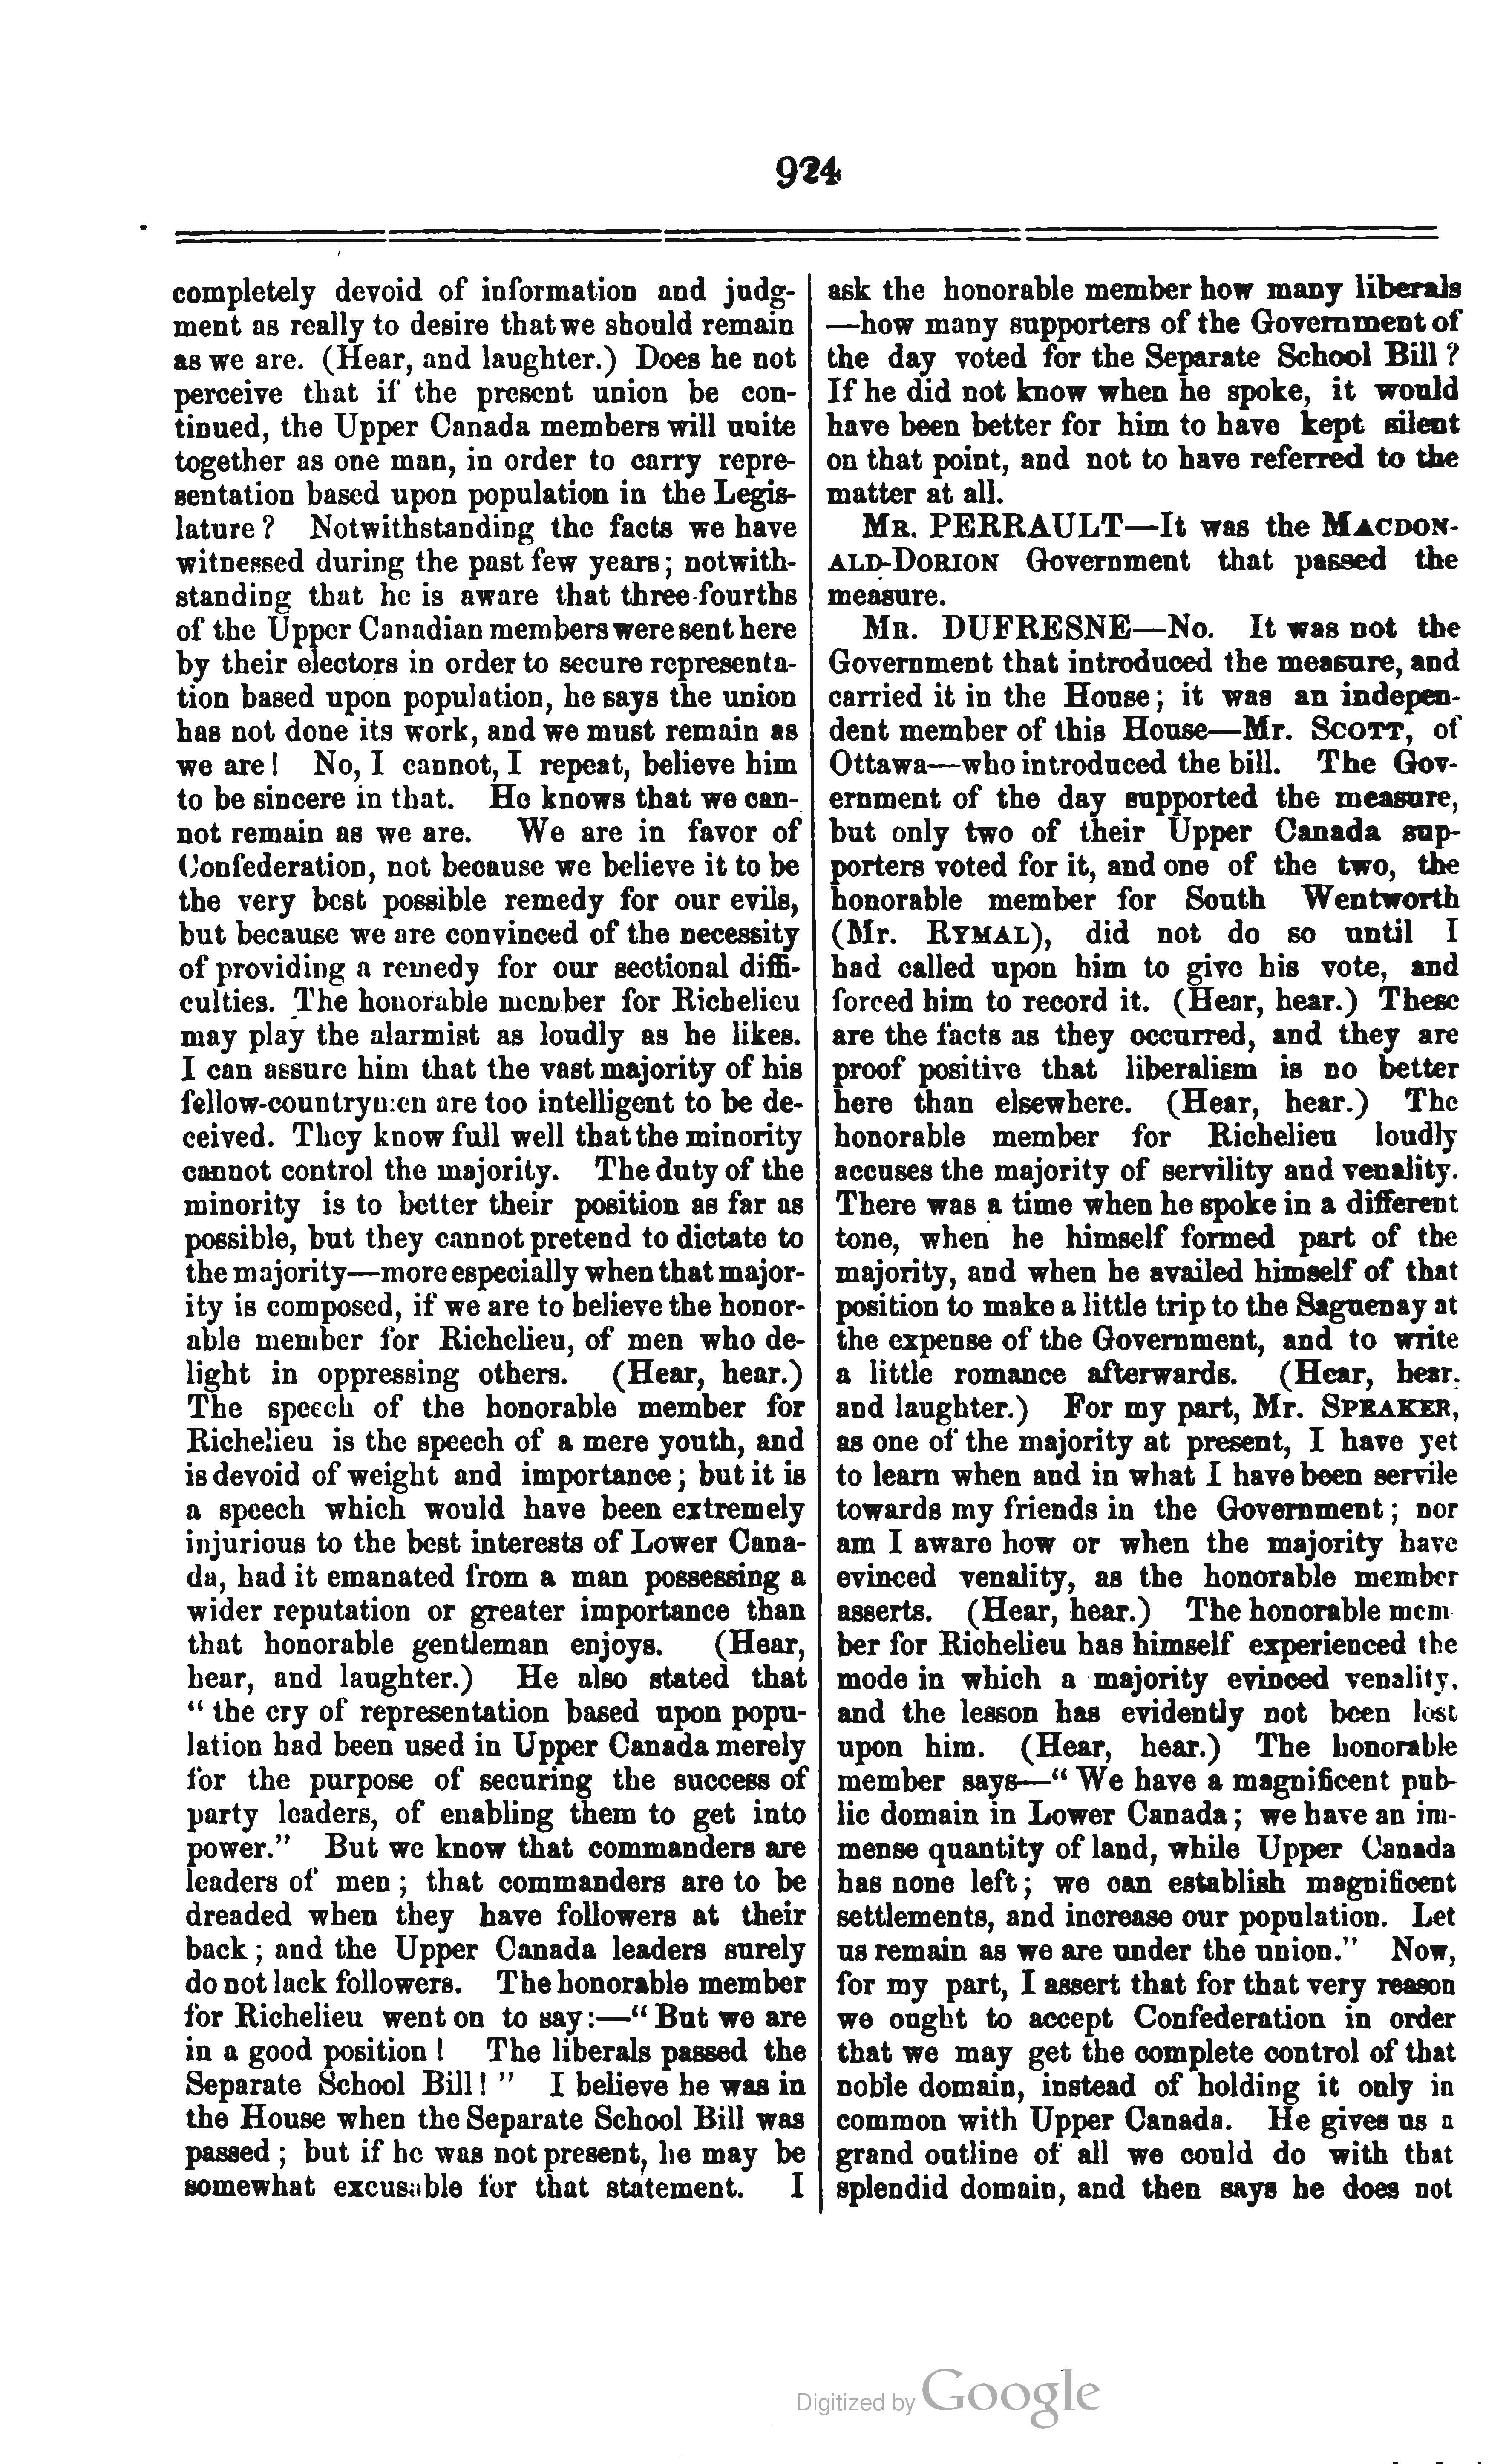 924
completely devoid of information and judg-
ment as really to desire that we should remain
as we are. (Hear, and laughter.) Does he not
perceive that if the present union be con-
tinued, the Upper Canada members will unite
together as one man, in order to carry repre-
sentation based upon population in the Legis-
lature? Notwithstanding the facts we have
witnessed during the past few years; notwith-
standing that he is aware that three-fourths
of the Upper Canadian members were sent here
by their electors in order to secure representa-
tion based upon population, he says the union
has not done its work, and we must remain as
we are! No, I cannot, I repeat, believe him
to be sincere in that. He knows that we can-
not remain as we are. We are in favor of
Confederation, not because we believe it to be
the very best possible remedy for our evils,
but because we are convinced of the necessity
of providing a remedy for our sectional diffi-
culties. The honorable member for Richelieu
may play the alarmist as loudly as he likes.
I can assure him that the vast majority of his
fellow-countrymen are too intelligent to be de-
ceived. They know full well that the minority
cannot control the majority. The duty of the
minority is to better their position as far as
possible, but they cannot pretend to dictate to
the majority—more especially when that major-
ity is composed, if we are to believe the honor-
able member for Richelieu, of men who de-
light in oppressing others. (Hear, hear.)
The speech of the honorable member for
Richelieu is the speech of a mere youth, and
is devoid of weight and importance; but it is
a speech which would have been extremely
injurious to the best interests of Lower Cana-
da, had it emanated from a man possessing a
wider reputation or greater importance than
that honorable gentleman enjoys. (Hear,
hear, and laughter.) He also stated that
"the cry of representation based upon popu-
lation had been used in Upper Canada merely
for the purpose of securing the success of
party leaders, of enabling them to get into
power." But we know that commanders are
leaders of men; that commanders are to be
dreaded when they have followers at their
back; and the Upper Canada leaders surely
do not lack followers. The honorable member
for Richelieu went on to say:—"But we are
in a good position! The liberals passed the
Separate School Bill!" I believe he was in
the House when the Separate School Bill was
passed; but if he was not present, he may be
somewhat excusable for that statement. I
ask the honorable member how many liberals
—how many supporters of the Government of
the day voted for the Separate School Bill?
If he did not know when he spoke, it would
have been better for him to have kept silent
on that point, and not to have referred to the
matter at all.
MR. PERRAULT—It was the MACDON-
ALD-DORION Government that passed the
measure.
MR. DUFRESNE—No. It was not the
Government that introduced the measure, and
carried it in the House; it was an indepen-
dent member of this House—Mr. SCOTT, of
Ottawa—who introduced the bill. The Gov-
ernment of the day supported the measure,
but only two of their Upper Canada sup-
porters voted for it, and one of the two, the
honorable member for South Wentworth
(Mr. RYMAL), did not do so until I
had called upon him to give his vote, and
forced him to record it. (Hear, hear.) These
are the facts as they occurred, and they are
proof positive that liberalism is no better
here than elsewhere. (Hear, hear.) The
honorable member for Richelieu loudly
accuses the majority of servility and venality.
There was a time when he spoke in a different
tone, when he himself formed part of the
majority, and when he availed himself of that
position to make a little trip to the Saguenay at
the expense of the Government, and to write
a little romance afterwards. (Hear, hear.
and laughter.) For my part, Mr. SPEAKER,
as one of the majority at present, I have yet
to learn when and in what I have been servile
towards my friends in the Government; nor
am I aware how or when the majority have
evinced venality, as the honorable member
asserts. (Hear, hear.) The honorable mem-
ber for Richelieu has himself experienced the
mode in which a majority evinced venality,
and the lesson has evidently not been lost
upon him. (Hear, hear.) The honorable
member says—"We have a magnificent pub-
lic domain in Lower Canada; we have an im-
mense quantity of land, while Upper Canada
has none left; we can establish magnificent
settlements, and increase our population. Let
us remain as we are under the union." Now,
for my part, I assert that for that very reason
we ought to accept Confederation in order
that we may get the complete control of that
noble domain, instead of holding it only in
common with Upper Canada. He gives us a
grand outline of all we could do with that
splendid domain, and then says he does not
Digitized by Google